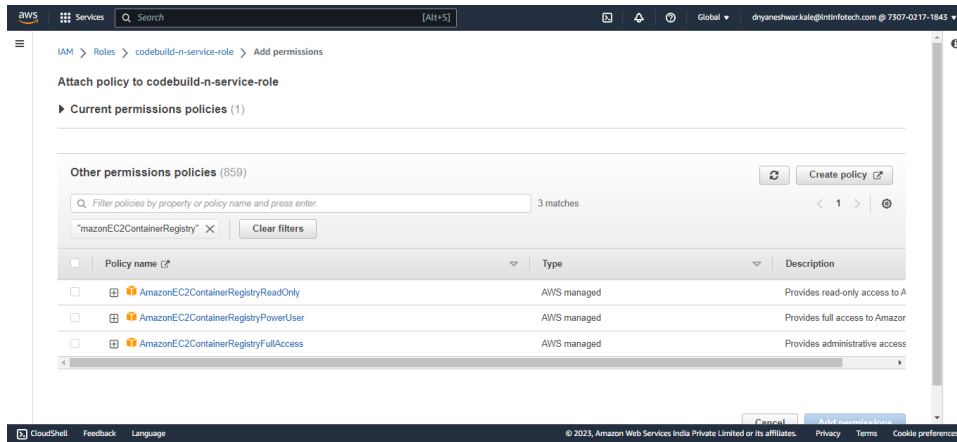 aws Services Search [Alt+S] Global dnyaneshwar.kale@lntinfotech.com @ 7307-0217-1843
IAM > Roles > codebuild-n-service-role > Add permissions
Attach policy to codebuild-n-service-role
Current permissions policies (1)
Other permissions policies (859)
Create policy
Filter policies by property or policy name and press enter.
3 matches
< 1 >
"mazonEC2ContainerRegistry"
Clear filters
Policy name Type Description
AmazonEC2ContainerRegistryReadOnly AWS managed Provides read-only access to A
AmazonEC2ContainerRegistryPowerUser AWS managed Provides full access to Amazon
AmazonEC2ContainerRegistryFullAccess AWS managed Provides administrative access
Cancel Add permissions
CloudShell Feedback Language © 2023, Amazon Web Services India Private Limited or its affiliates. Privacy Terms Cookie preferences